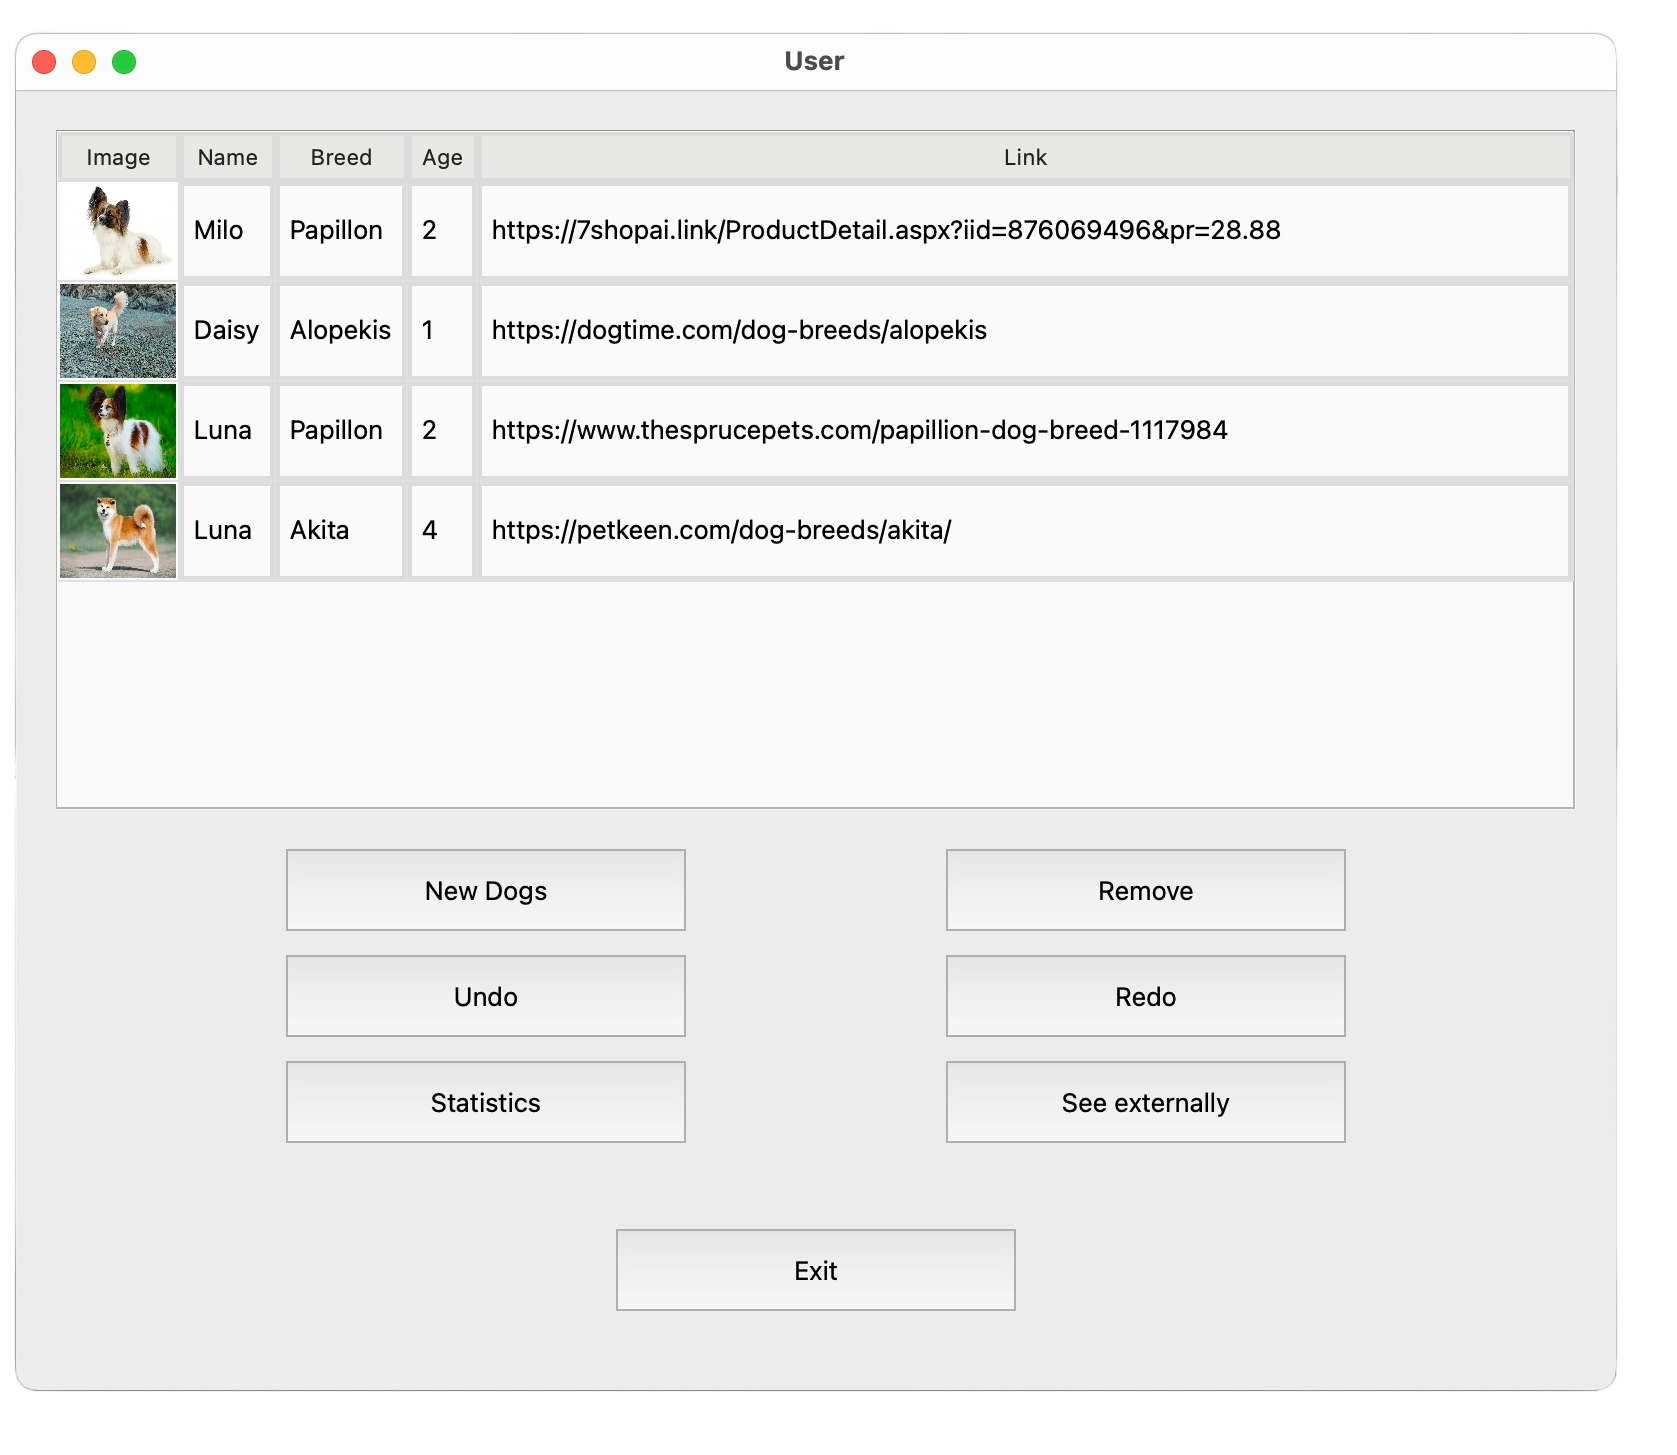 User
Image Name Breed Age Link
Milo Papillon 2 https://7shopai.link/ProductDetail.aspx?iid=876069496&pr=28.88
Daisy Alopekis 1 https://dogtime.com/dog-breeds/alopekis
Luna Papillon 2 https://www.thesprucepets.com/papillion-dog-breed-1117984
Luna Akita 4 https://petkeen.com/dog-breeds/akita/
New Dogs Remove
Undo Redo
Statistics See externally
Exit